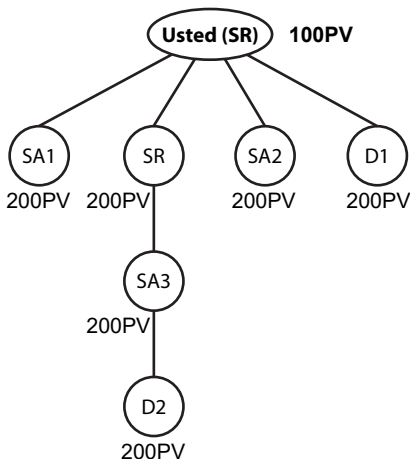 Usted (SR) 100PV
SA1 SR SA2 D1
200PV 200PV 200PV 200PV
SA3
200PV
D2
200PV